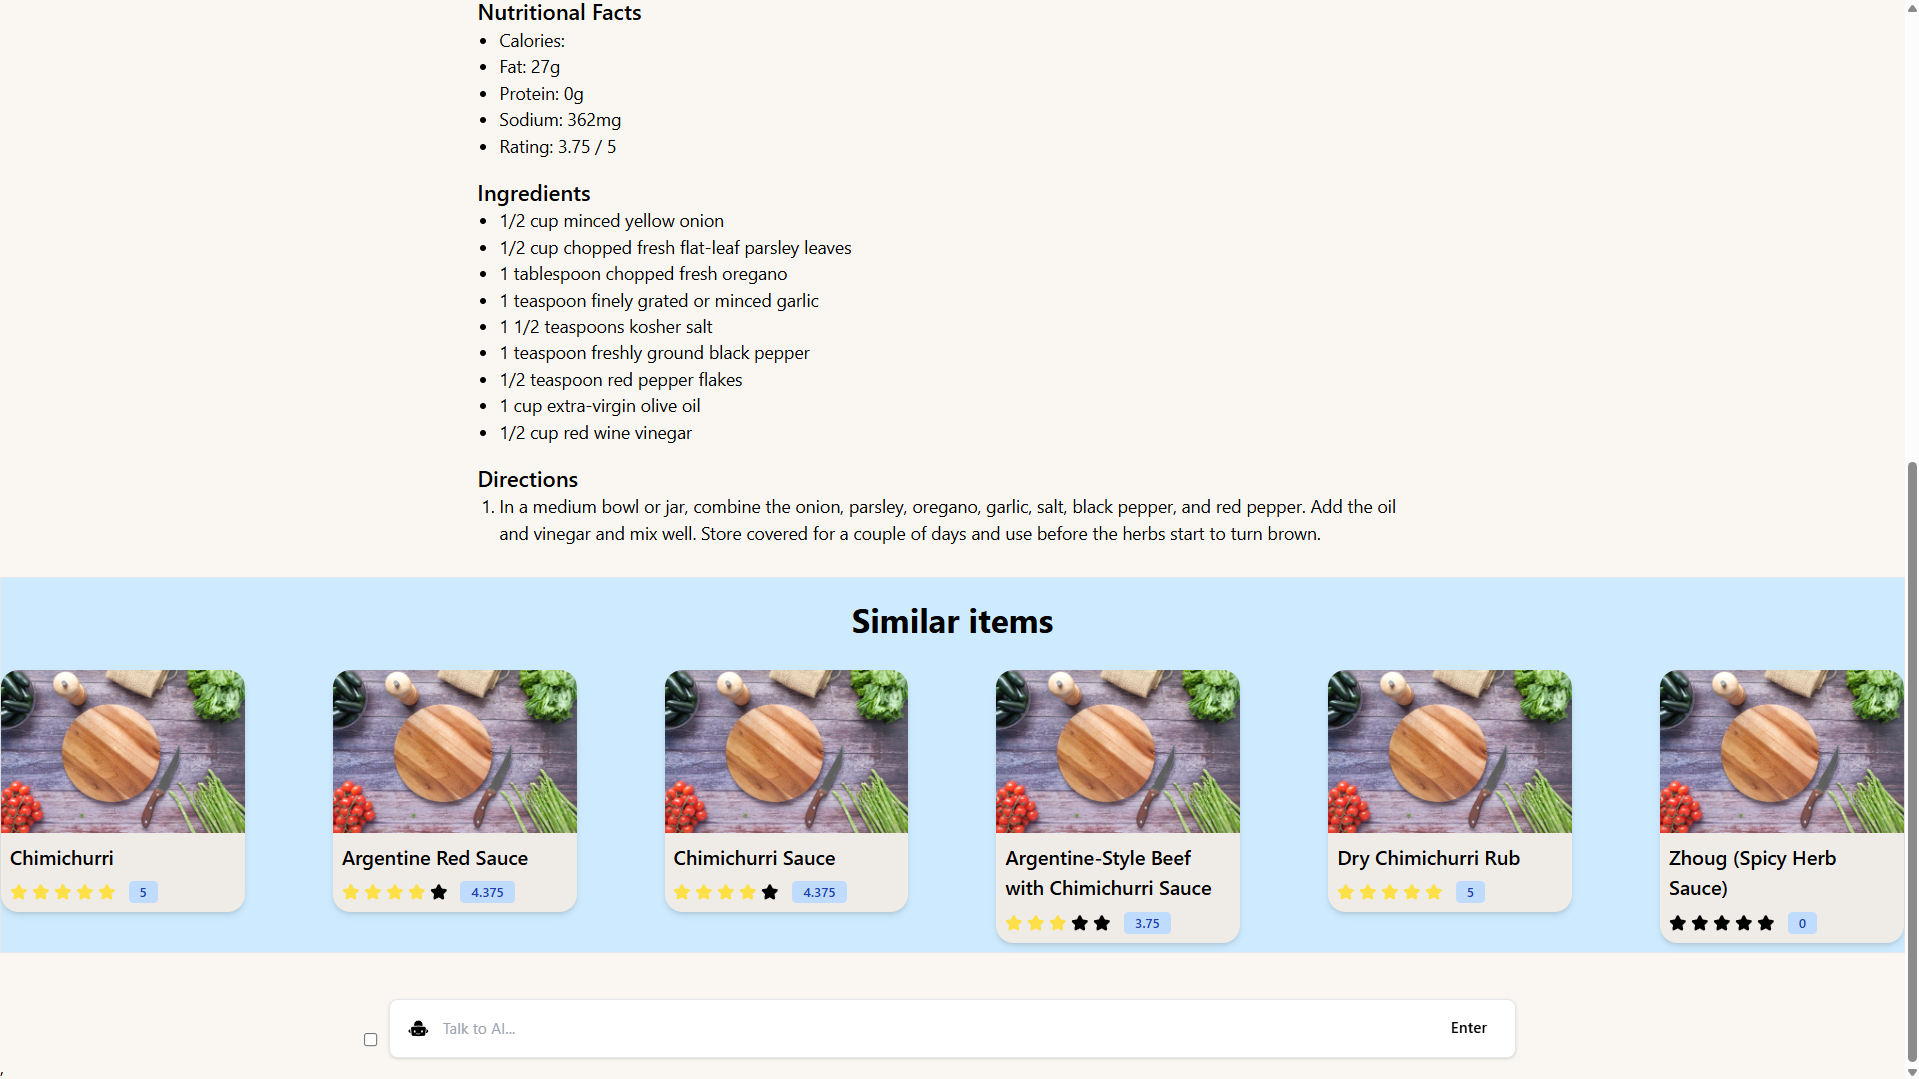 Nutritional Facts
Calories:
Fat: 27g
Protein: 0g
Sodium: 362mg
Rating: 3.75 / 5
Ingredients
1/2 cup minced yellow onion
1/2 cup chopped fresh flat-leaf parsley leaves
1 tablespoon chopped fresh oregano
1 teaspoon finely grated or minced garlic
1 1/2 teaspoons kosher salt
1 teaspoon freshly ground black pepper
1/2 teaspoon red pepper flakes
1 cup extra-virgin olive oil
1/2 cup red wine vinegar
Directions
1. In a medium bowl or jar, combine the onion, parsley, oregano, garlic, salt, black pepper, and red pepper. Add the oil
and vinegar and mix well. Store covered for a couple of days and use before the herbs start to turn brown.
Similar items
Chimichurri
5
Argentine Red Sauce
4.375
Chimichurri Sauce
4.375
Argentine-Style Beef
with Chimichurri Sauce
3.75
Dry Chimichurri Rub
5
Zhoug (Spicy Herb
Sauce)
0
Talk to AI...
Enter
,